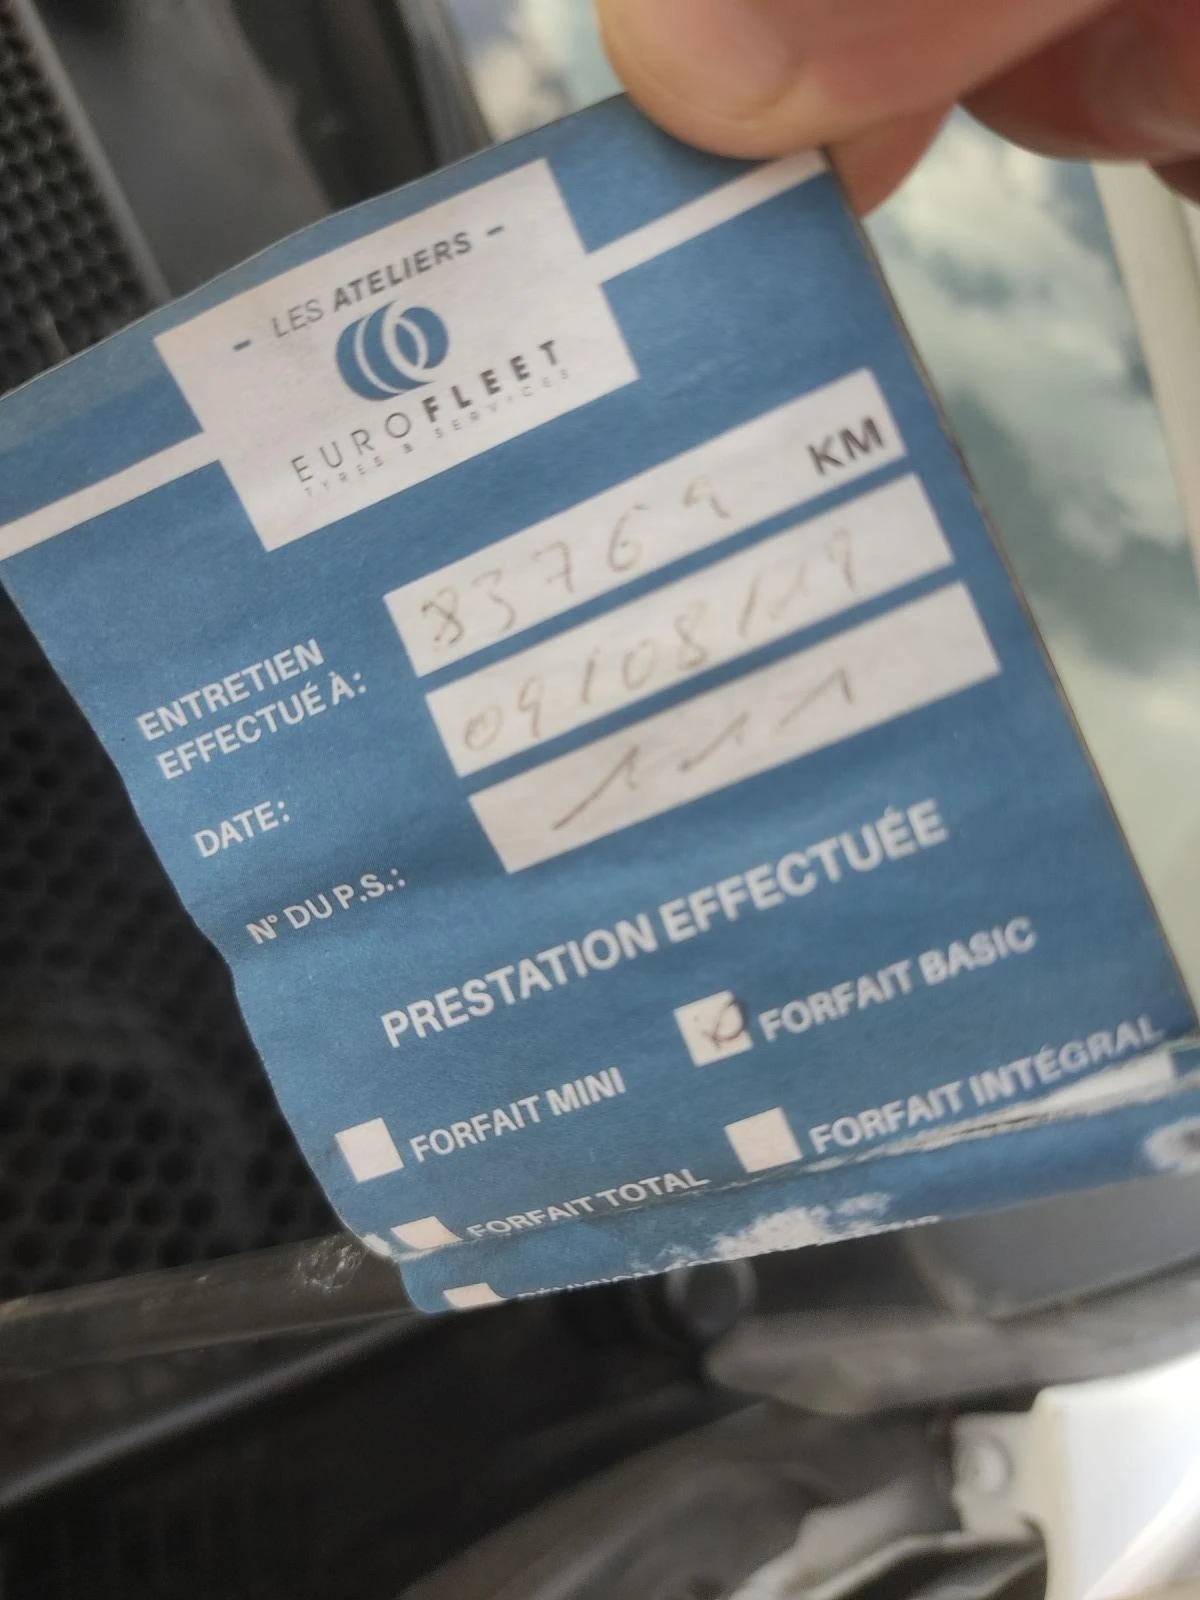 - LES ATELIERS -
EUROFLEET
TYRES & SERVICES
ENTRETIEN
EFFECTUÉ À: 83769 KM
DATE: 09/08/19
N° DU P.S.:
PRESTATION EFFECTUÉE
FORFAIT MINI
FORFAIT BASIC
FORFAIT TOTAL
FORFAIT INTÉGRAL